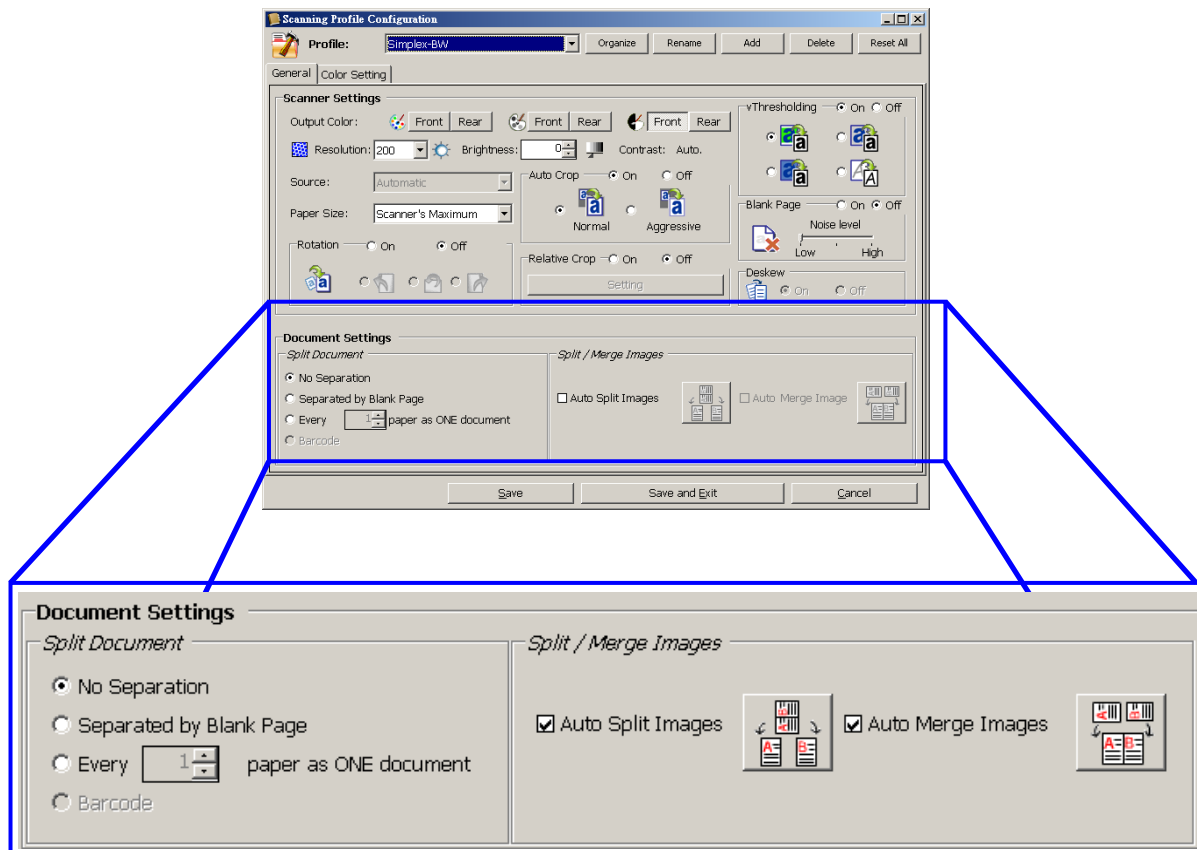 Scanning Profile Configuration
Profile: Simplex-BW Organize Rename Add Delete Reset All
General Color Setting
Scanner Settings
Output Color: Front Rear Front Rear Front Rear
Resolution: 200 Brightness: 0 Contrast: Auto.
Source: Automatic
Paper Size: Scanner's Maximum
Rotation On Off
Auto Crop On Off
Normal Aggressive
Relative Crop On Off
Setting
vThresholding On Off
Blank Page On Off
Noise level
Low High
Deskew
On Off
Document Settings
Split Document
No Separation
Separated by Blank Page
Every 1 paper as ONE document
Barcode
Split / Merge Images
Auto Split Images Auto Merge Image
Save Save and Exit Cancel
Document Settings
Split Document
No Separation
Separated by Blank Page
Every 1 paper as ONE document
Barcode
Split / Merge Images
Auto Split Images Auto Merge Images